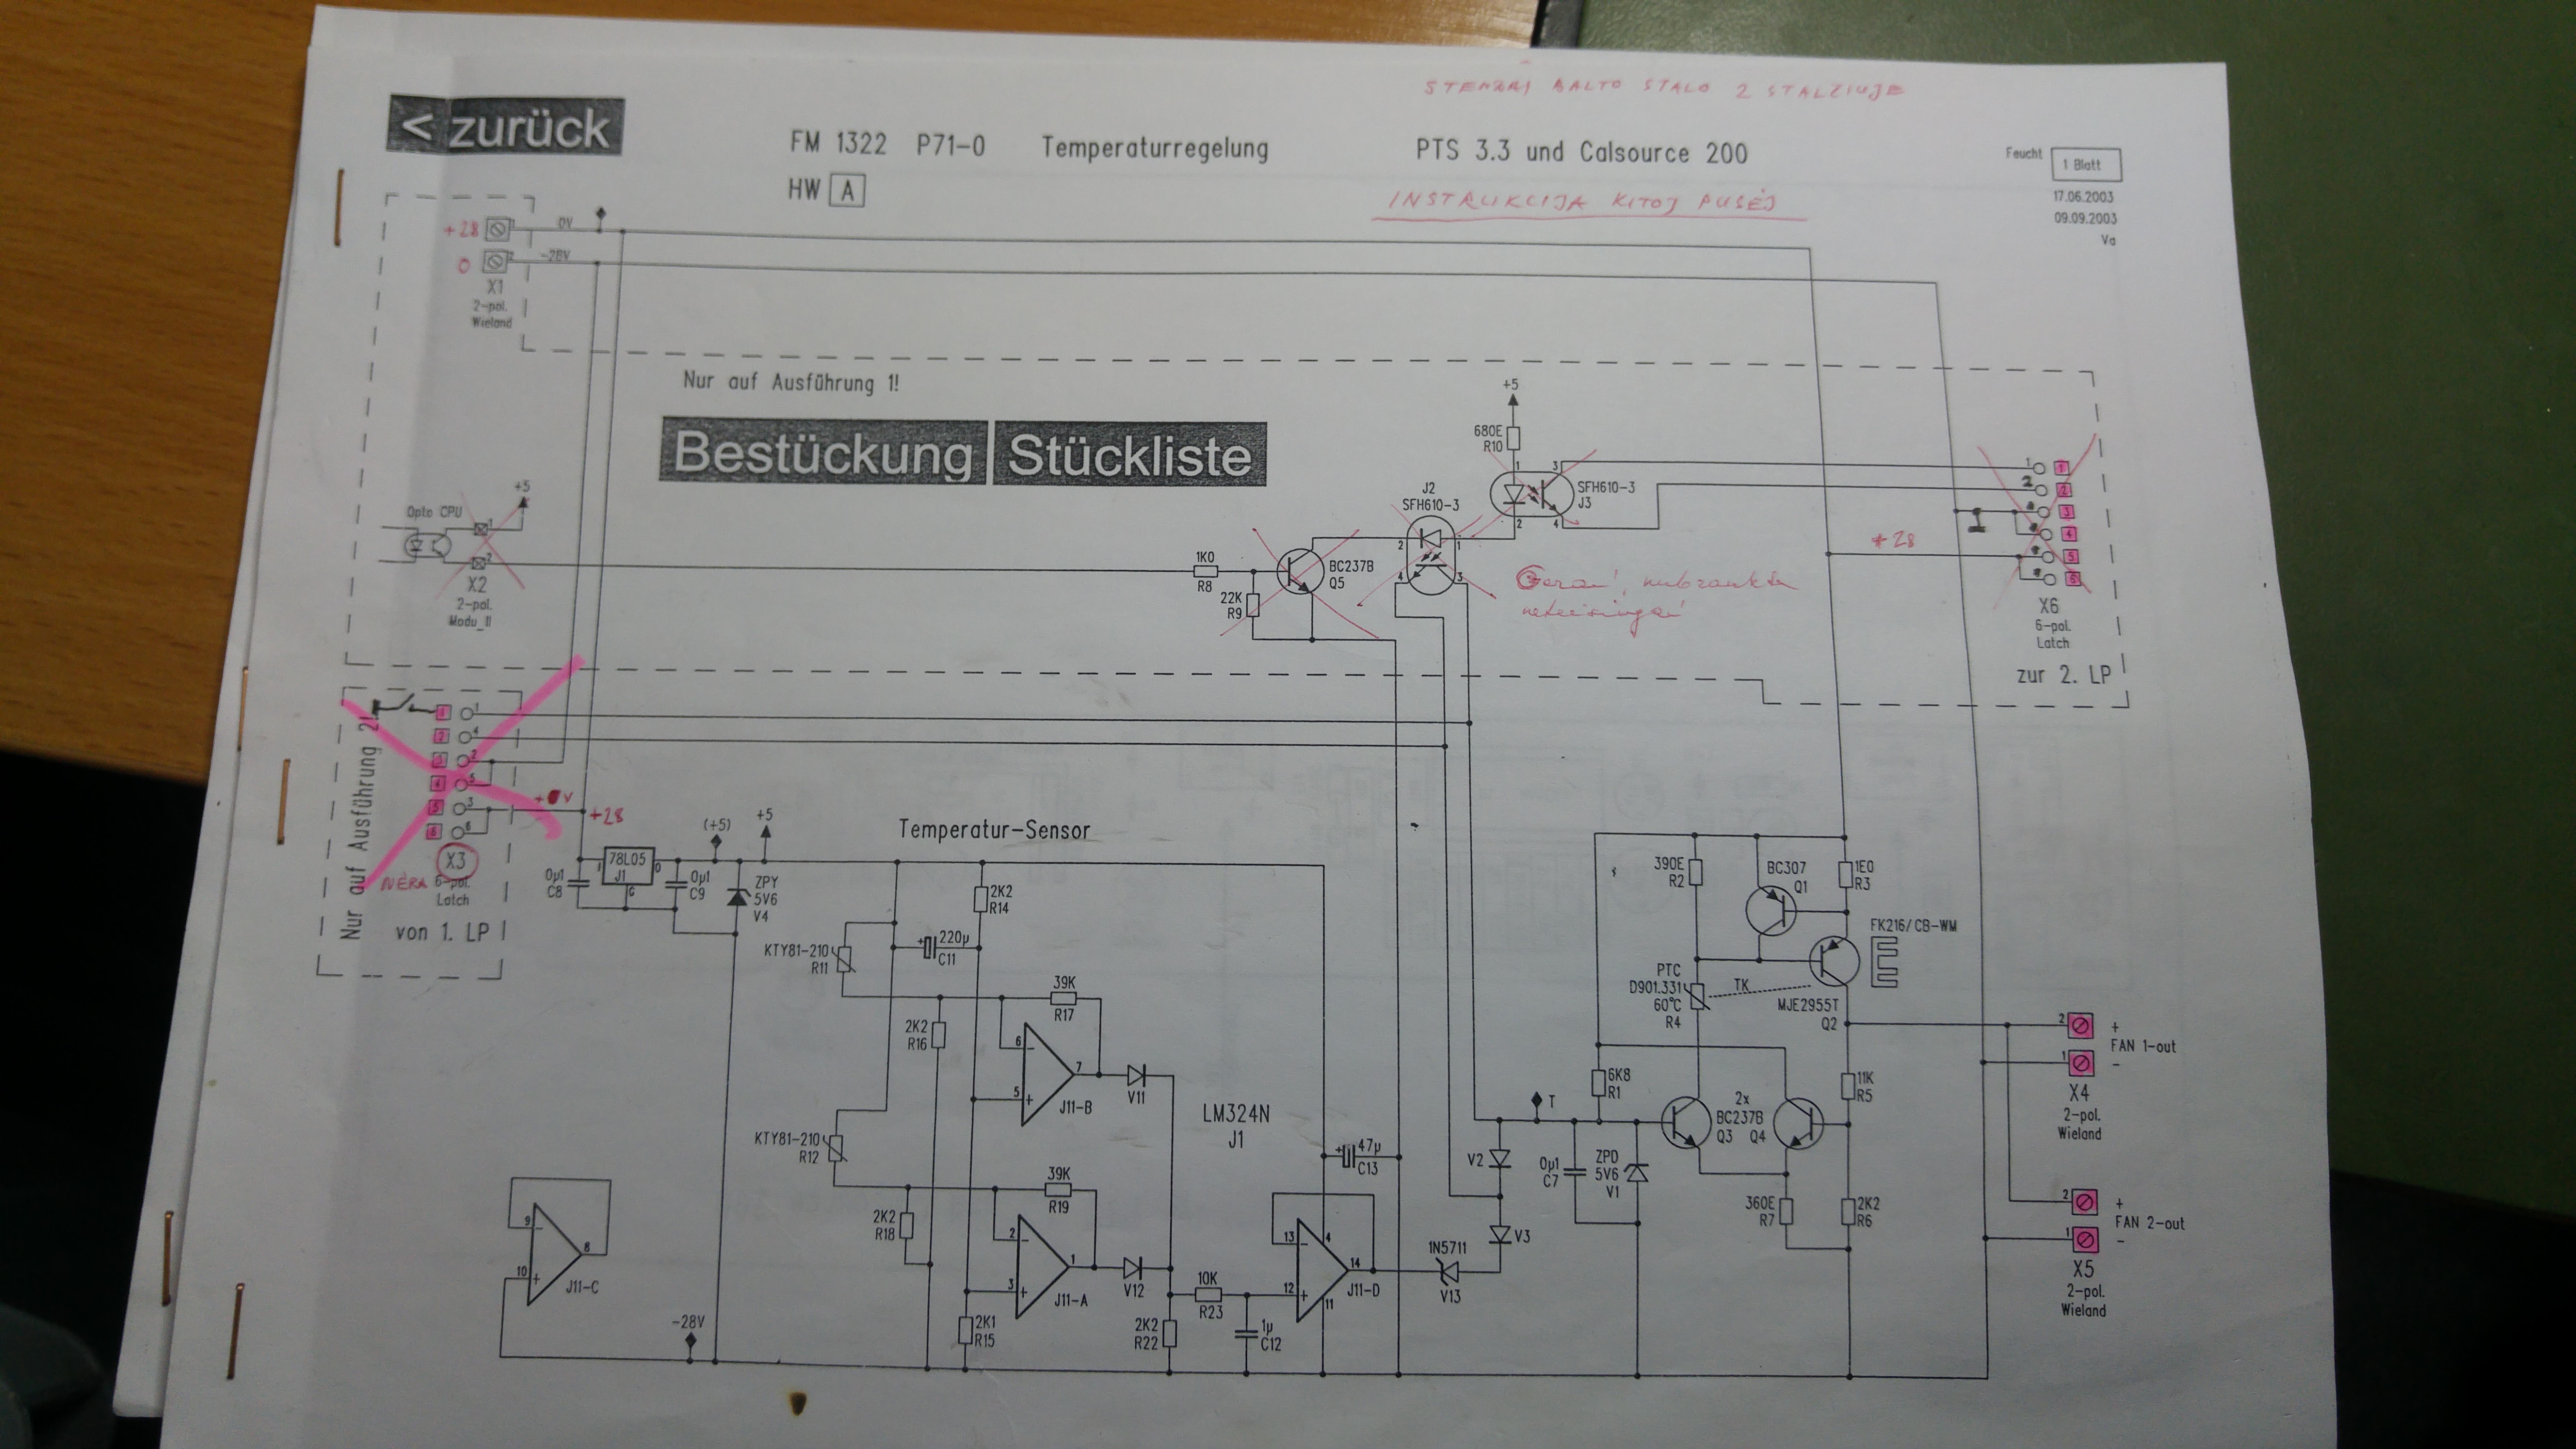 < zurück
FM 1322 P71-0 Temperaturregelung PTS 3.3 und Calsource 200
HW A
Feucht
1 Blatt
17.06.2003
09.09.2003
Va
STALO 2
INSTALIKCIJA KITOJ PUSĖJ
Bestückung
Stückliste
Nur auf Ausführung 1!
+28
0
X1
2-pol.
Wieland
0V
-28V
Opto CPU
X2
2-pol.
Modu_II
+5
1K0
R8
22K
R9
BC237B
Q5
J2
SFH610-3
680E
R10
+5
SFH610-3
J3
+28
X6
6-pol.
Latch
zur 2. LP
Nur auf Ausführung 2!
NĖRA
X3
6-pol.
Latch
von 1. LP
+28
0µ1
C8
78L05
J1
0µ1
C9
(+5)
+5
ZPY
5V6
V4
-28V
Temperatur-Sensor
KTY81-210
R11
KTY81-210
R12
2K2
R18
2K2
R16
220µ
C11
2K2
R14
2K1
R15
39K
R19
39K
R17
J11-A
J11-B
J11-C
J11-D
V12
V11
2K2
R22
10K
R23
1µ
C12
LM324N
J1
47µ
C13
1N5711
V13
V3
V2
T
0µ1
C7
ZPD
5V6
V1
6K8
R1
PTC
D901.331
60°C
R4
390E
R2
2x
BC237B
Q3
Q4
TK
BC307
Q1
MJE2955T
Q2
1E0
R3
FK216/CB-WM
360E
R7
2K2
R6
11K
R5
X4
2-pol.
Wieland
+
FAN 1-out
-
X5
2-pol.
Wieland
+
FAN 2-out
-